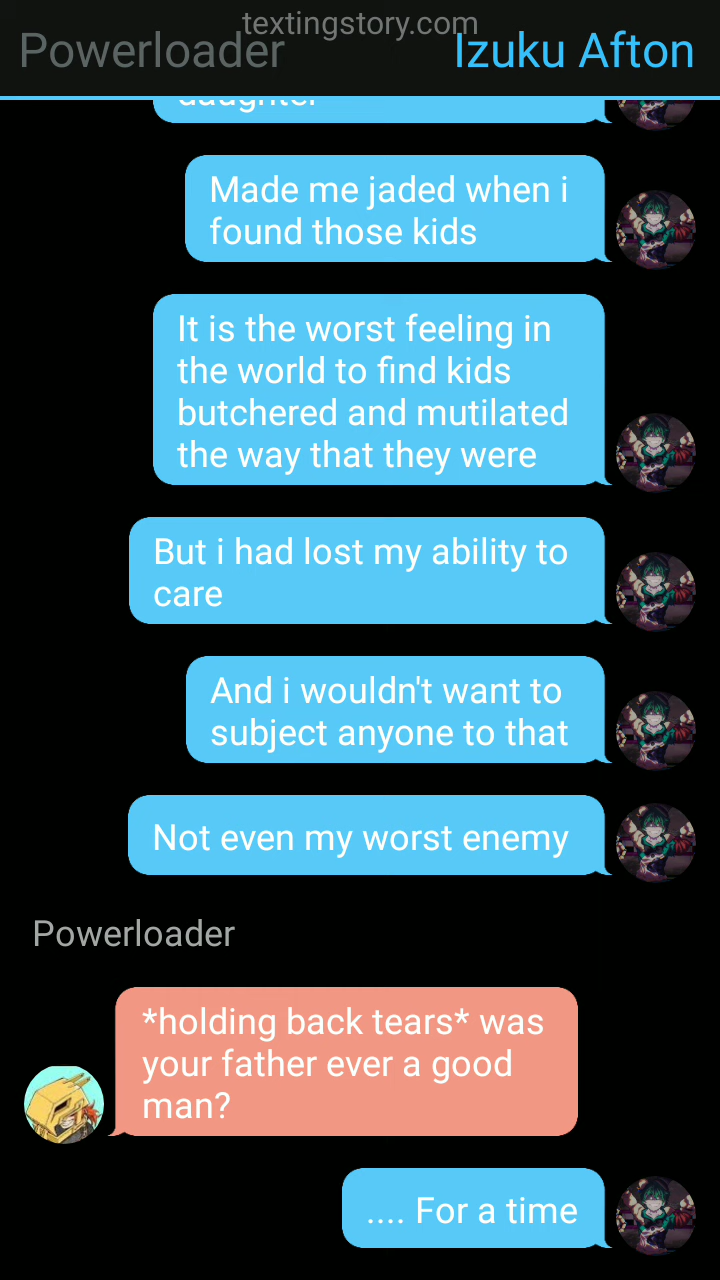 textingstory.com
Powerloader
Izuku Afton
daughter
Made me jaded when i
found those kids
It is the worst feeling in
the world to find kids
butchered and mutilated
the way that they were
But i had lost my ability to
care
And i wouldn't want to
subject anyone to that
Not even my worst enemy
Powerloader
*holding back tears* was
your father ever a good
man?
.... For a time